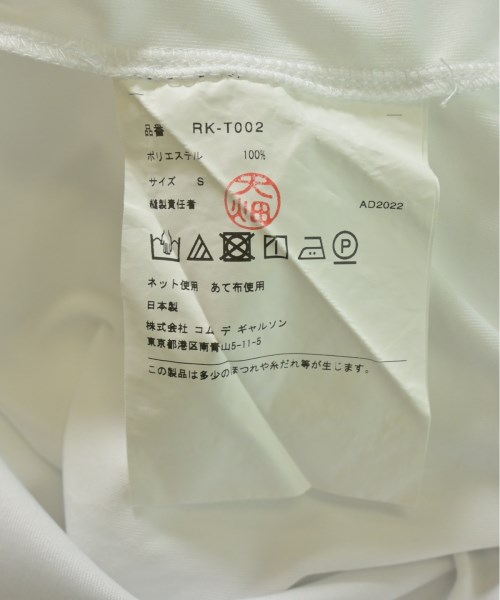 品番 RK-T002
ポリエステル 100%
サイズ S
縫製責任者 大畑 AD2022
P
ネット使用 あて布使用
日本製
株式会社 コム デ ギャルソン
東京都港区南青山5-11-5
この製品は多少のほつれや糸だれ等が生じます。